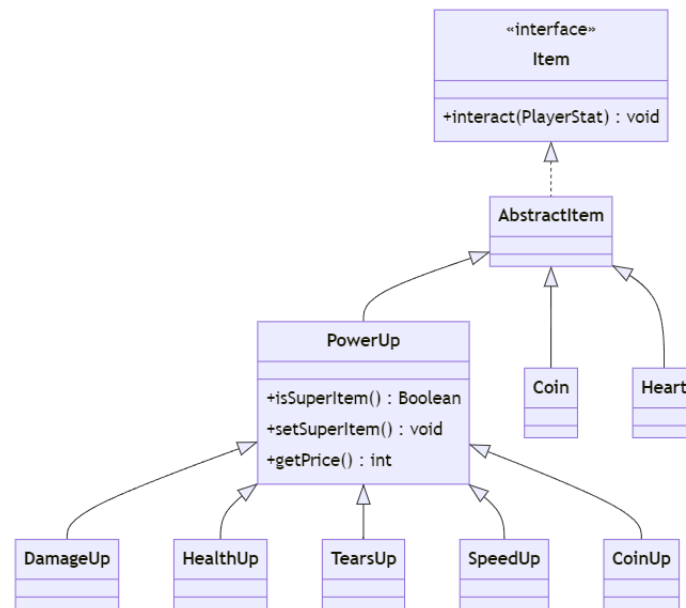 «interface»
Item
+interact(PlayerStat) : void
AbstractItem
PowerUp
+isSuperItem() : Boolean
+setSuperItem() : void
+getPrice() : int
Coin
Heart
DamageUp
HealthUp
TearsUp
SpeedUp
CoinUp